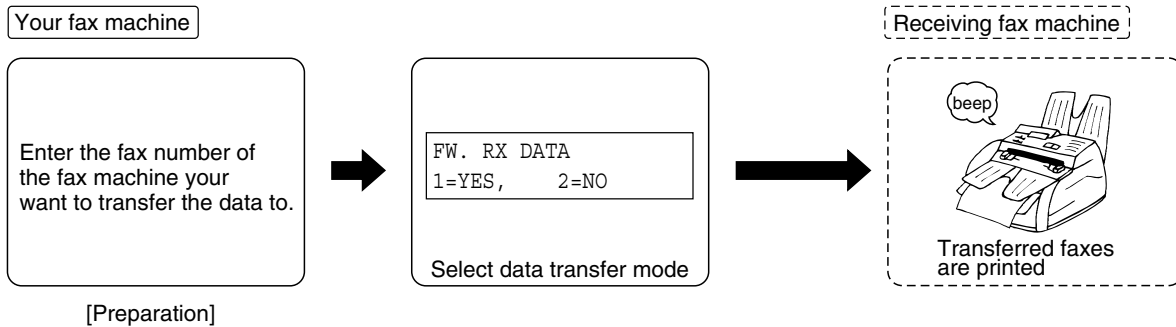 Your fax machine
Receiving fax machine
Enter the fax number of
the fax machine your
want to transfer the data to.
FW. RX DATA
1=YES, 2=NO
Select data transfer mode
beep
Transferred faxes
are printed
[Preparation]